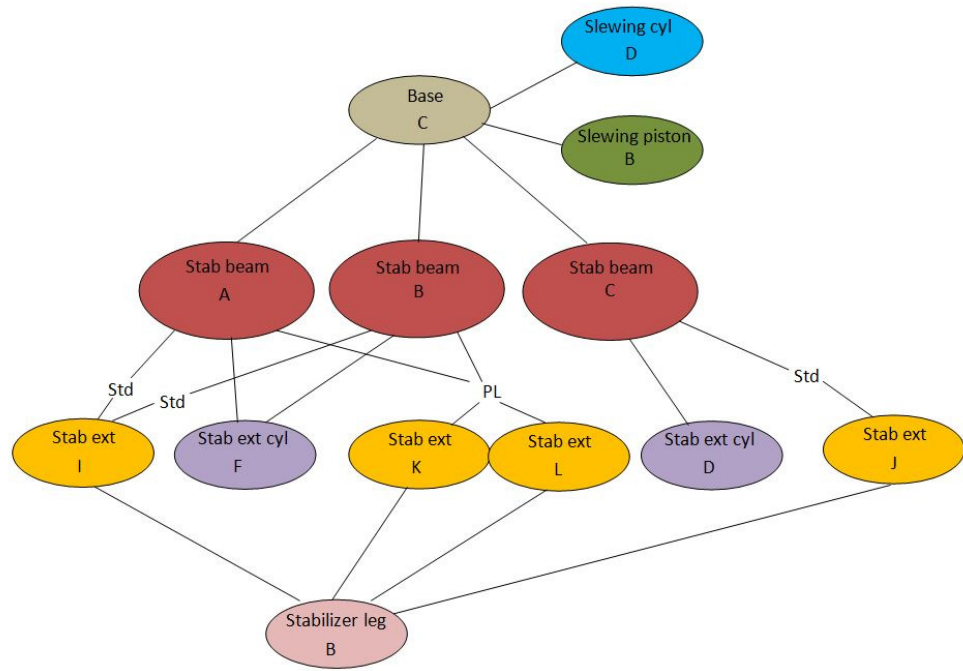 Slewing cyl
D
Base
C
Slewing piston
B
Stab beam
A
Stab beam
B
Stab beam
C
Std
Std
PL
Std
Stab ext
I
Stab ext cyl
F
Stab ext
K
Stab ext
L
Stab ext cyl
D
Stab ext
J
Stabilizer leg
B